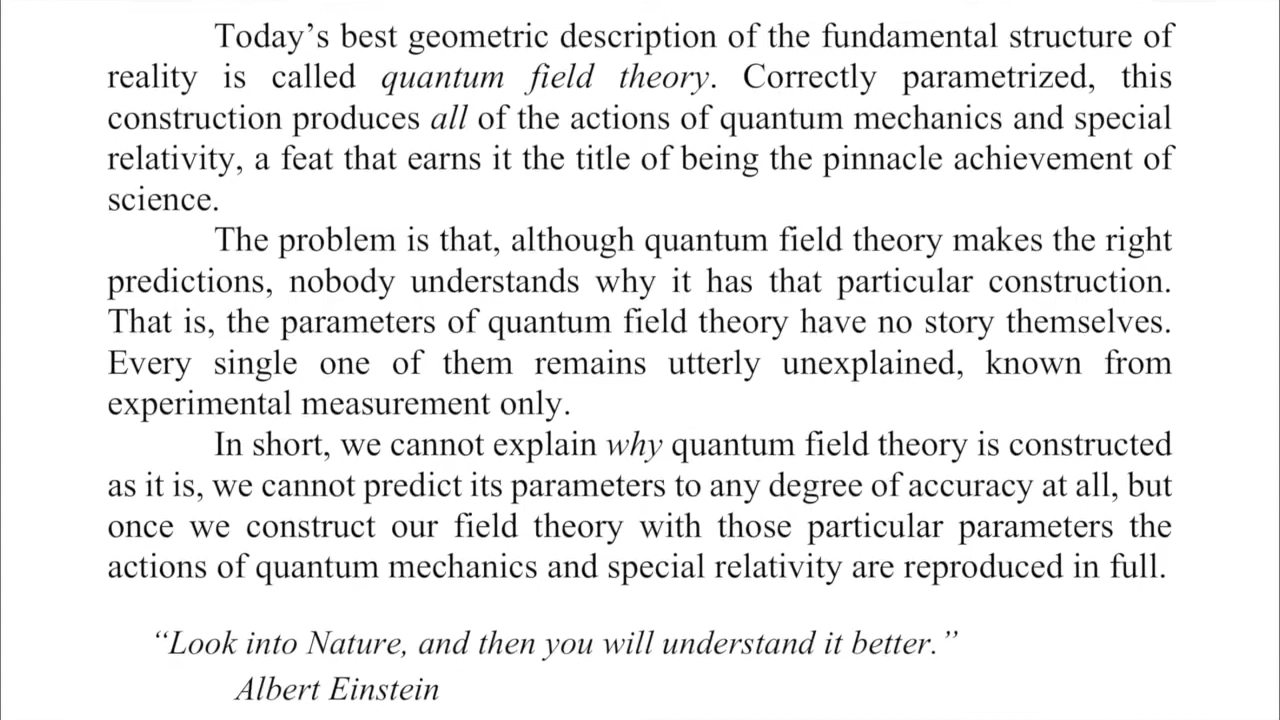 Today’s best geometric description of the fundamental structure of
reality is called quantum field theory. Correctly parametrized, this
construction produces all of the actions of quantum mechanics and special
relativity, a feat that earns it the title of being the pinnacle achievement of
science.
The problem is that, although quantum field theory makes the right
predictions, nobody understands why it has that particular construction.
That is, the parameters of quantum field theory have no story themselves.
Every single one of them remains utterly unexplained, known from
experimental measurement only.
In short, we cannot explain why quantum field theory is constructed
as it is, we cannot predict its parameters to any degree of accuracy at all, but
once we construct our field theory with those particular parameters the
actions of quantum mechanics and special relativity are reproduced in full.
“Look into Nature, and then you will understand it better.”
Albert Einstein